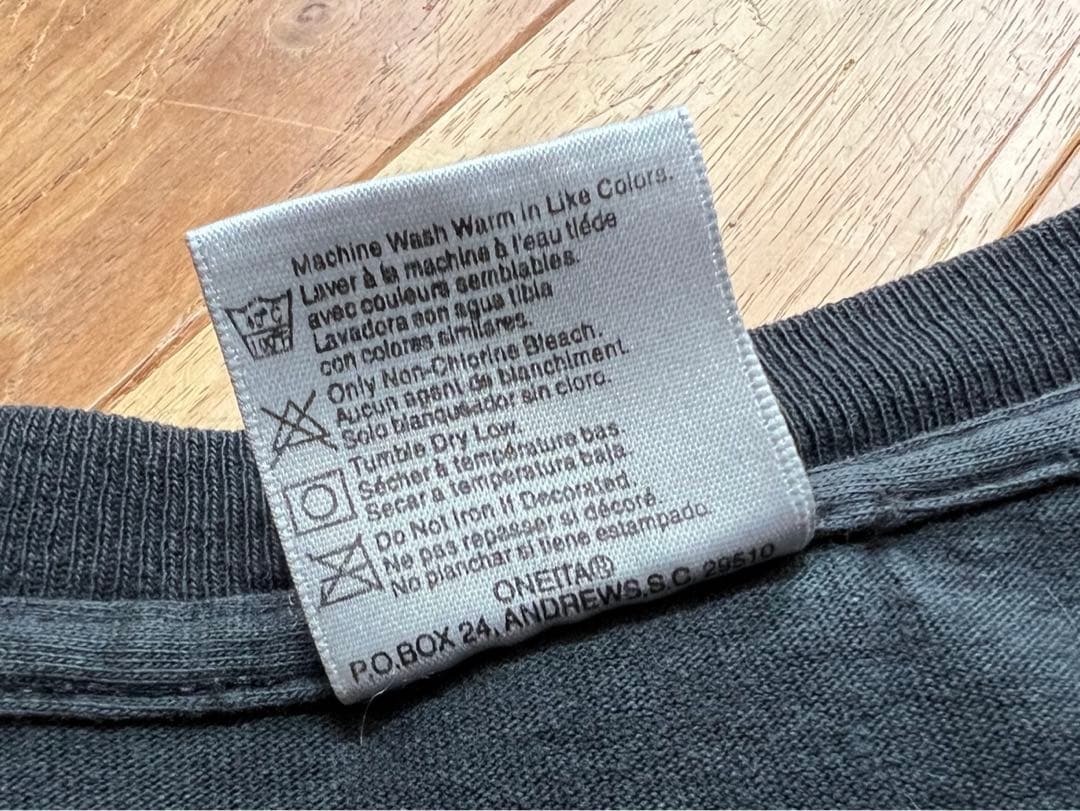 Machine Wash Warm in Like Colors.
Laver à la machine à l'eau tiéde
avec couleurs semblables.
Lavadora son agua tibia
con colores similares.
Only Non-Chlorine Bleach.
Aucun agent de blanchiment.
Solo blanqueador sin cloro.
Tumble Dry Low.
Sécher à température bas
Secar a temperatura baja.
Do Not Iron if Decorated.
Ne pas repasser si décoré.
No planchar si tiene estampado.
ONEITA®
P.O.BOX 24, ANDREWS.S.C. 29510